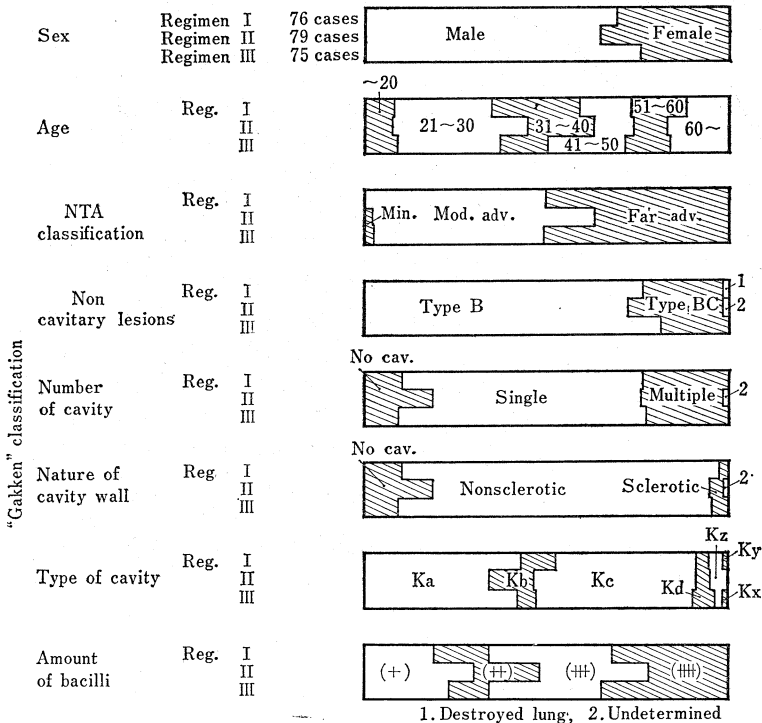 Sex Regimen I 76 cases Male Female
Regimen II 79 cases
Regimen III 75 cases
~20
Age Reg. I 51~60
II 21~30 31~40 60~
III 41~50
NTA classification Reg. I
II Min. Mod. adv. Far adv.
III
"Gakken" classification
Non cavitary lesions Reg. I 1
II Type B Type BC 2
III
No cav.
Number of cavity Reg. I
II Single Multiple 2
III
No cav.
Nature of cavity wall Reg I
II Nonsclerotic Sclerotic 2
III
Kz
Type of cavity Reg. I Ky
II Ka Kb Kc Kd
III Kx
Amount of bacilli Reg. I
II (+) (++) (+++) (++++)
III
1. Destroyed lung, 2. Undetermined